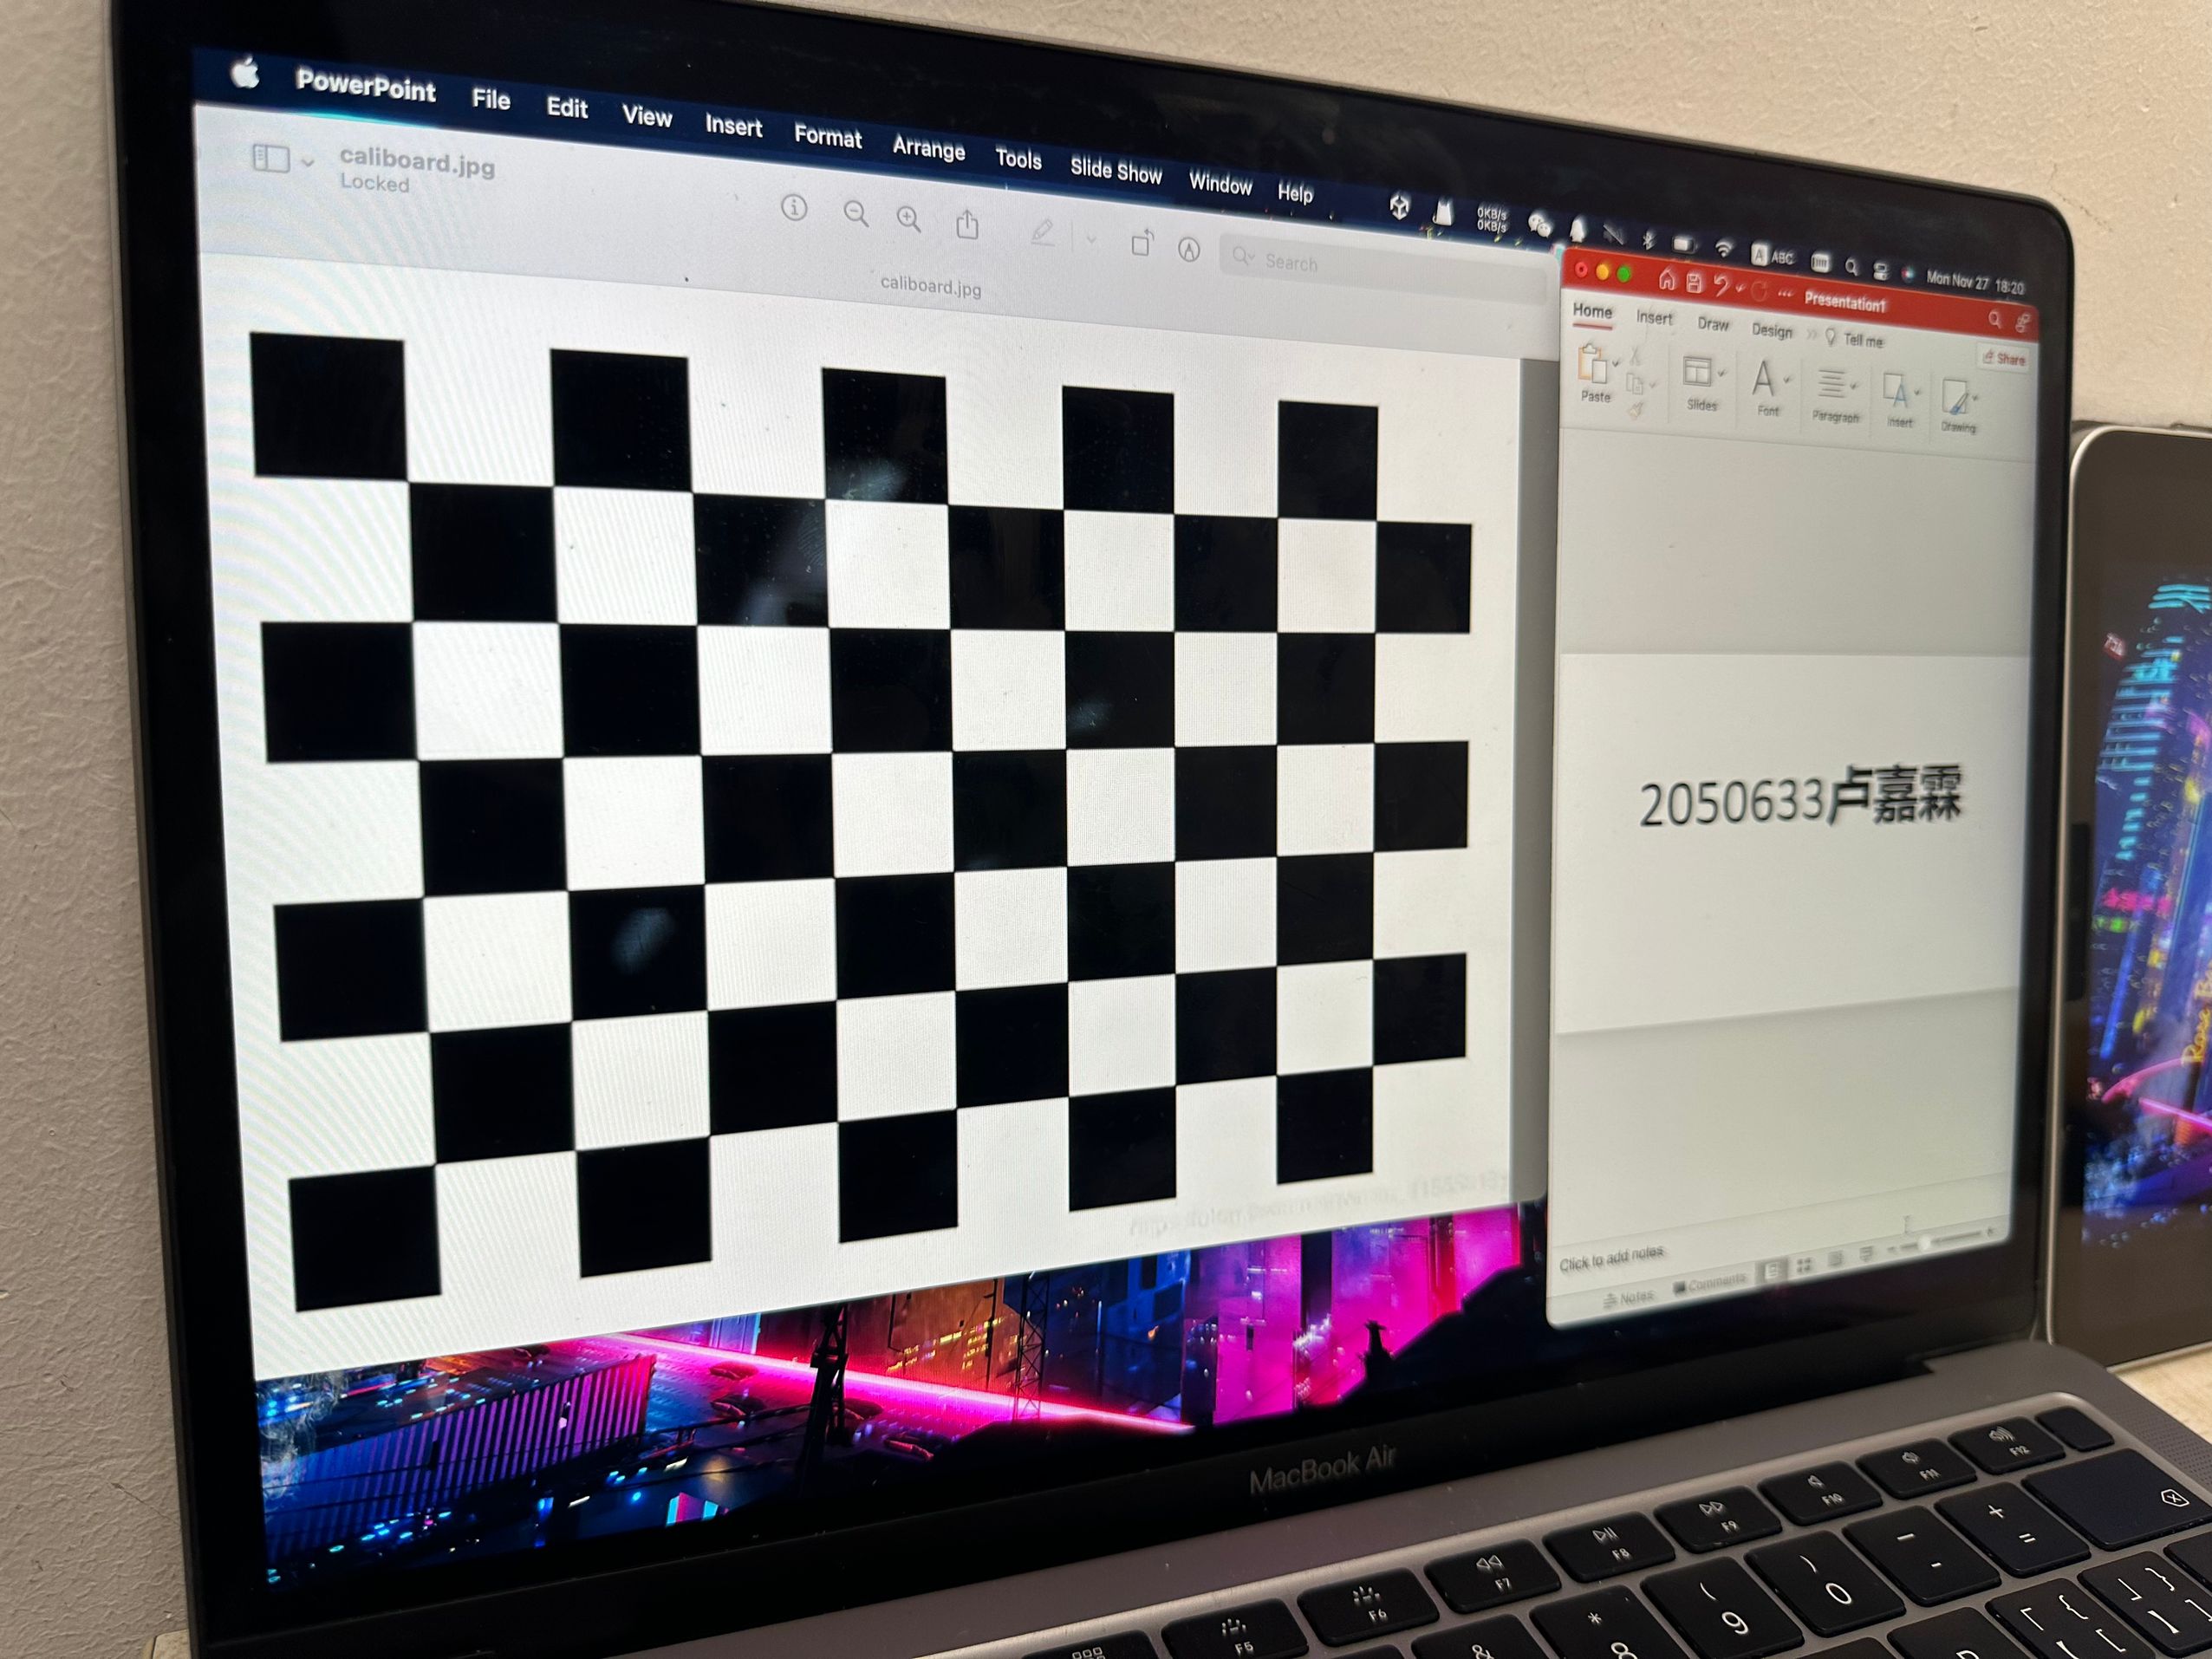 PowerPoint File Edit View Insert Format Arrange Tools Slide Show Window Help
0KB/s
0KB/s
ABC
Mon Nov 27 18:20
caliboard.jpg
Locked
Search
caliboard.jpg
Presentation1
Home Insert Draw Design Tell me
Share
Paste Slides Font Paragraph Insert Drawing
2050633卢嘉霖
Click to add notes
Notes Comments
MacBook Air
F5 F6 F7 F8 F9 F10 F11 F12
& * ( ) - + =
8 9 0
{ [ } ]